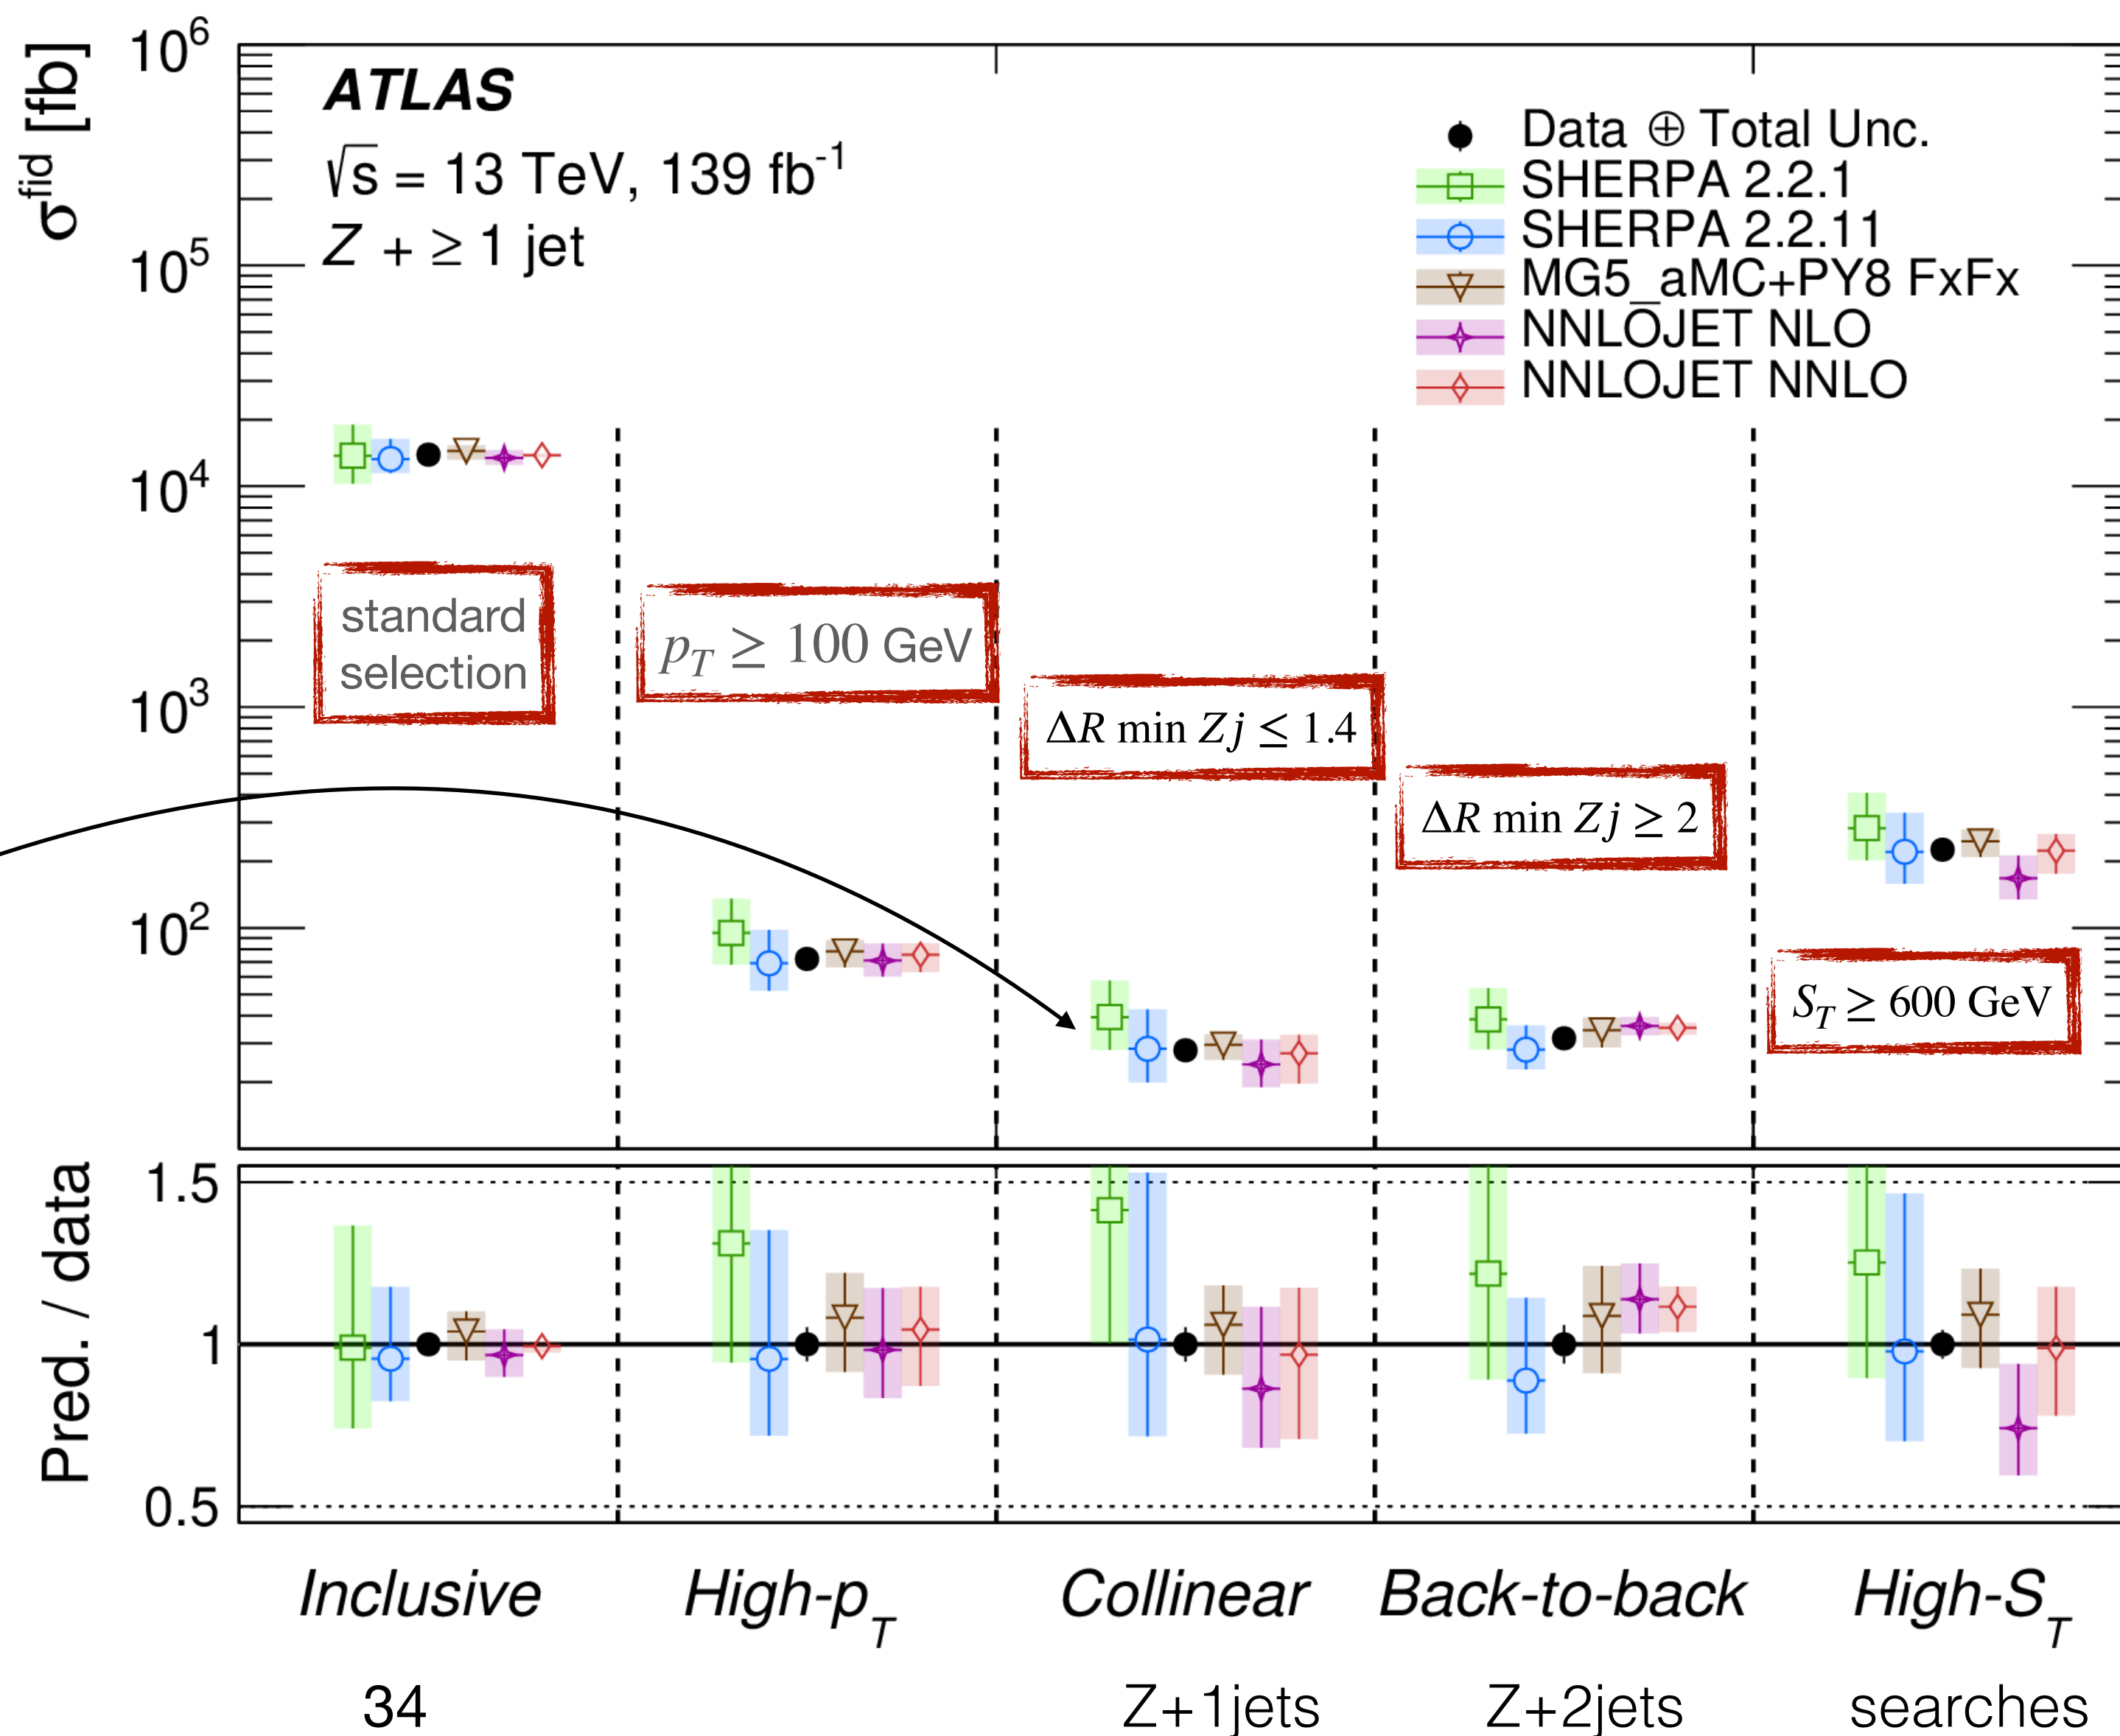 σ^fid [fb]
10^6
10^5
10^4
10^3
10^2
ATLAS
√s = 13 TeV, 139 fb^-1
Z + ≥ 1 jet
Data ⊕ Total Unc.
SHERPA 2.2.1
SHERPA 2.2.11
MG5_aMC+PY8 FxFx
NNLOJET NLO
NNLOJET NNLO
standard
selection
p_T ≥ 100 GeV
ΔR min Zj ≤ 1.4
ΔR min Zj ≥ 2
S_T ≥ 600 GeV
Pred. / data
1.5
1
0.5
Inclusive
High-p_T
Collinear
Back-to-back
High-S_T
34
Z+1jets
Z+2jets
searches